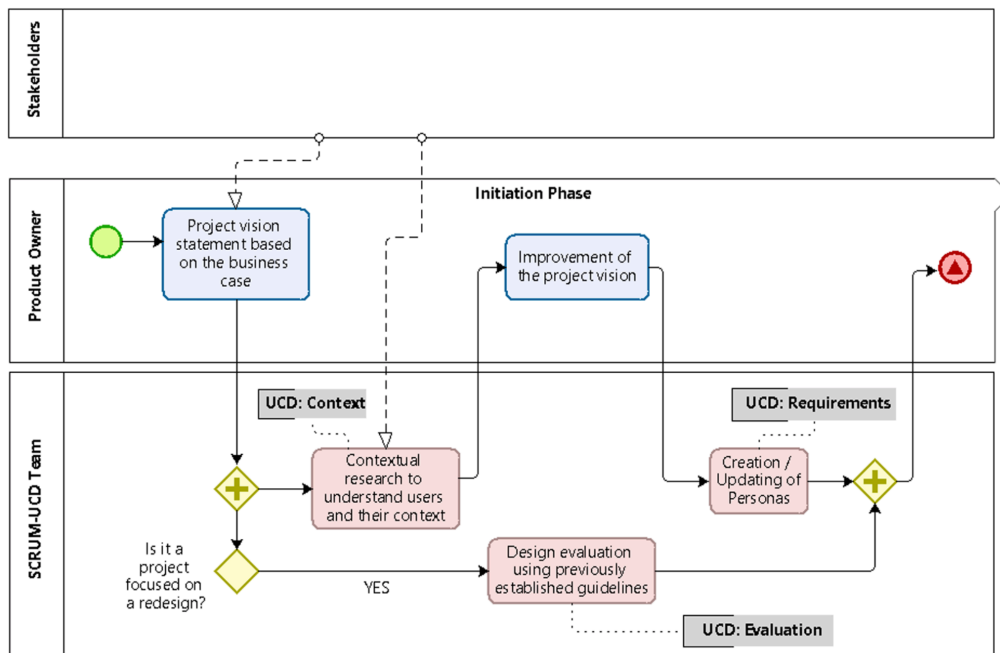 Stakeholders
Product Owner
Initiation Phase
Project vision
statement based
on the business
case
Improvement of
the project vision
SCRUM-UCD Team
UCD: Context
UCD: Requirements
Contextual
research to
understand users
and their context
Creation /
Updating of
Personas
Is it a
project
focused on
a redesign?
YES
Design evaluation
using previously
established guidelines
UCD: Evaluation